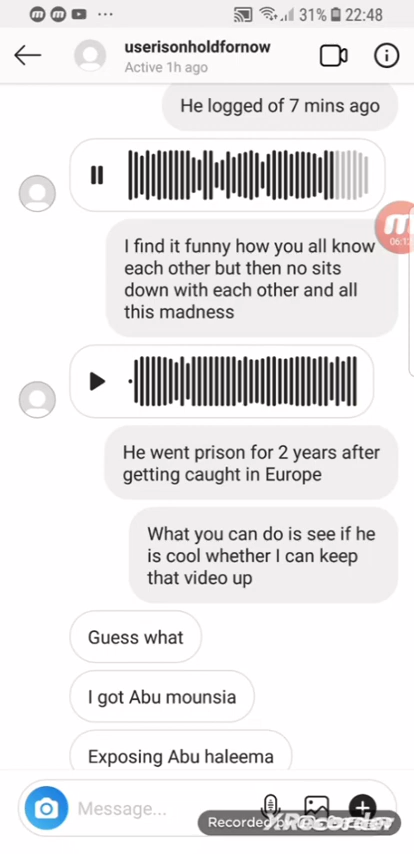 31% 22:48
userisonholdfornow
Active 1h ago
He logged of 7 mins ago
I find it funny how you all know
each other but then no sits
down with each other and all
this madness
He went prison for 2 years after
getting caught in Europe
What you can do is see if he
is cool whether I can keep
that video up
Guess what
I got Abu mounsia
Exposing Abu haleema
Message...
Recorded by
XRecorder